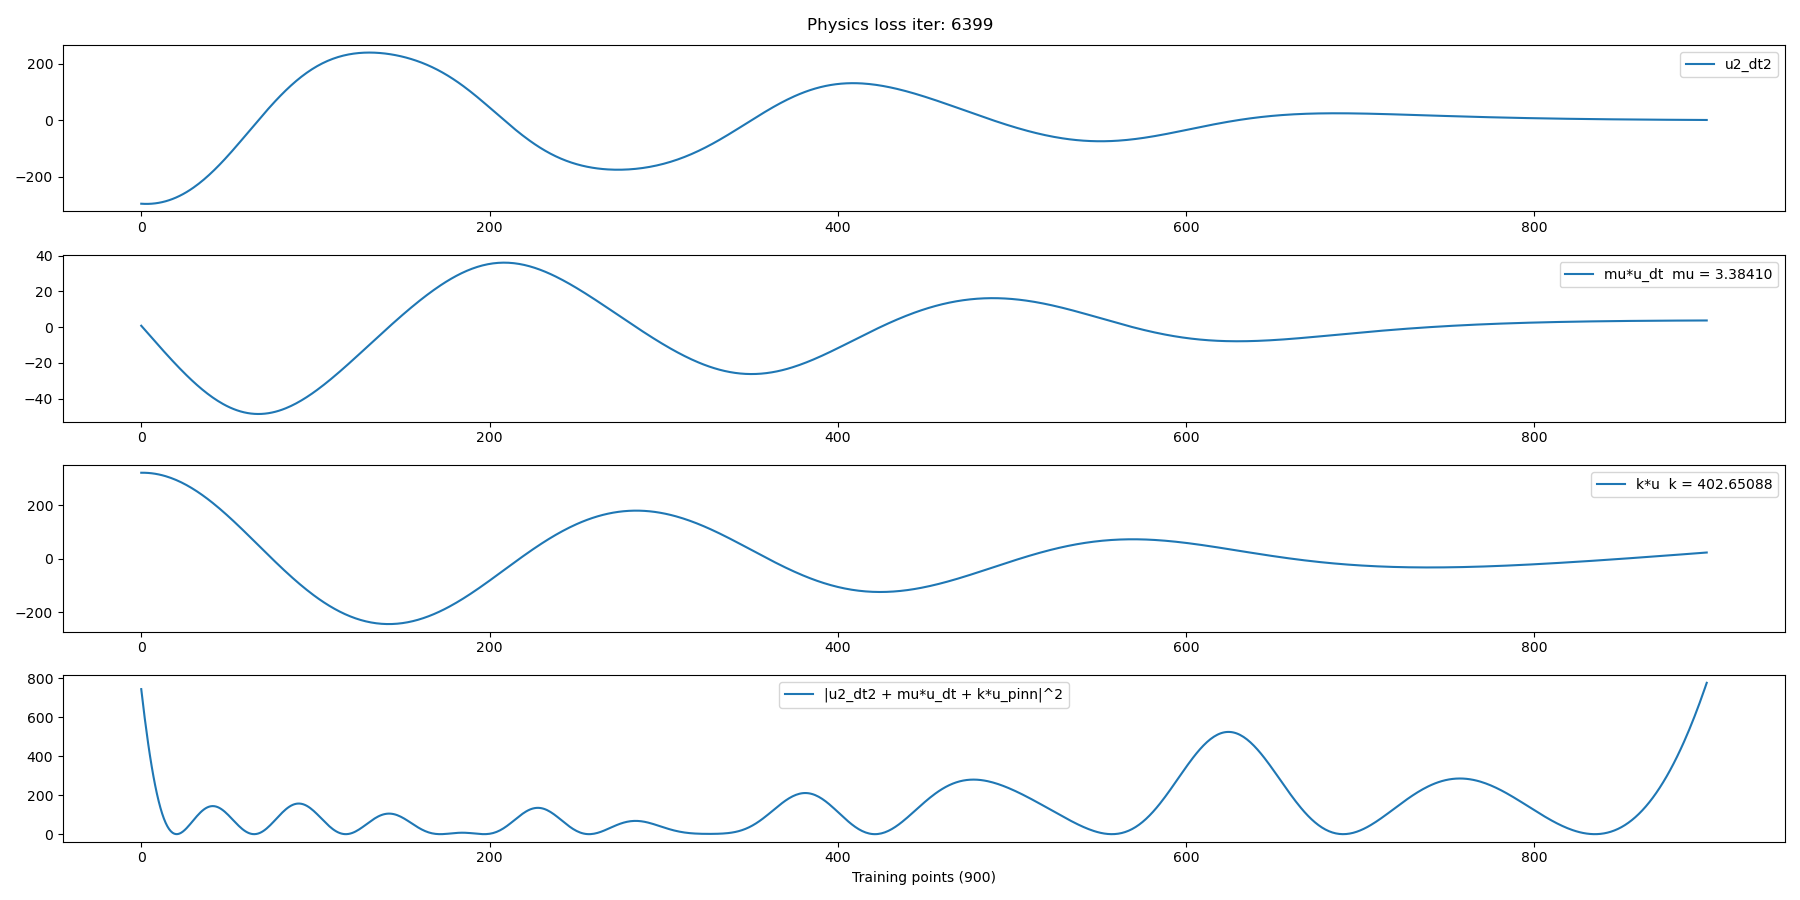 Physics loss iter: 6399
200
0
−200
u2_dt2
0 200 400 600 800
40
20
0
−20
−40
mu*u_dt  mu = 3.38410
0 200 400 600 800
200
0
−200
k*u  k = 402.65088
0 200 400 600 800
800
600
400
200
0
|u2_dt2 + mu*u_dt + k*u_pinn|^2
0 200 400 600 800
Training points (900)